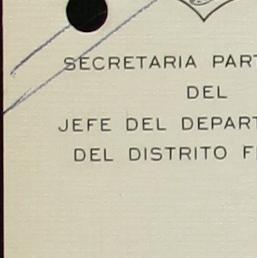 SECRETARIA PART
DEL
JEFE DEL DEPART
DEL DISTRITO F